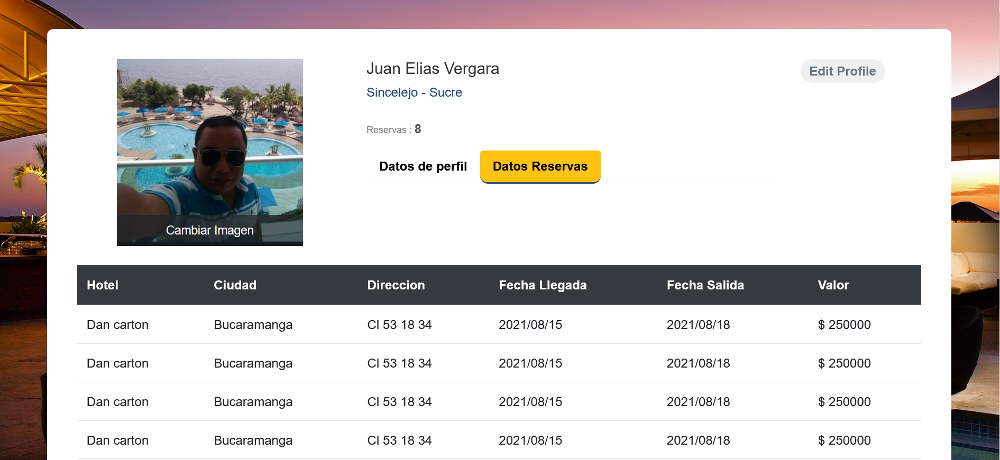 Juan Elias Vergara
Edit Profile
Sincelejo - Sucre
Reservas : 8
Datos de perfil Datos Reservas
Cambiar Imagen
Hotel Ciudad Direccion Fecha Llegada Fecha Salida Valor
Dan carton Bucaramanga Cl 53 18 34 2021/08/15 2021/08/18 $ 250000
Dan carton Bucaramanga Cl 53 18 34 2021/08/15 2021/08/18 $ 250000
Dan carton Bucaramanga Cl 53 18 34 2021/08/15 2021/08/18 $ 250000
Dan carton Bucaramanga Cl 53 18 34 2021/08/15 2021/08/18 $ 250000